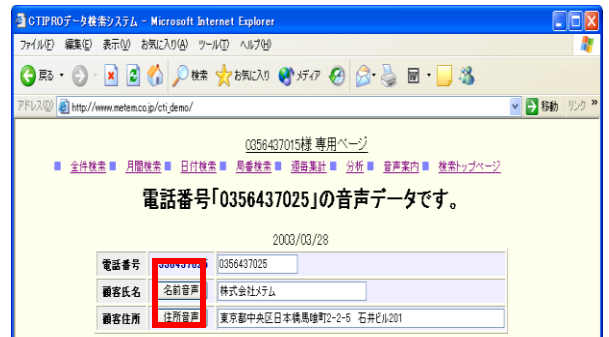 CTIPROデータ検索システム - Microsoft Internet Explorer
ファイル(F) 編集(E) 表示(V) お気に入り(A) ツール(T) ヘルプ(H)
戻る 検索 お気に入り メディア
アドレス(D) http://www.metem.co.jp/cti_demo/ 移動 リンク »
0356437015様 専用ページ
■ 全件検索 ■ 月間検索 ■ 日付検索 ■ 局番検索 ■ 週毎集計 ■ 分析 ■ 音声案内 ■ 検索トップページ
電話番号「0356437025」の音声データです。
2003/03/28
電話番号 0356437025 0356437025
顧客氏名 名前音声 株式会社メテム
顧客住所 住所音声 東京都中央区日本橋馬喰町2-2-5 石井ビル201